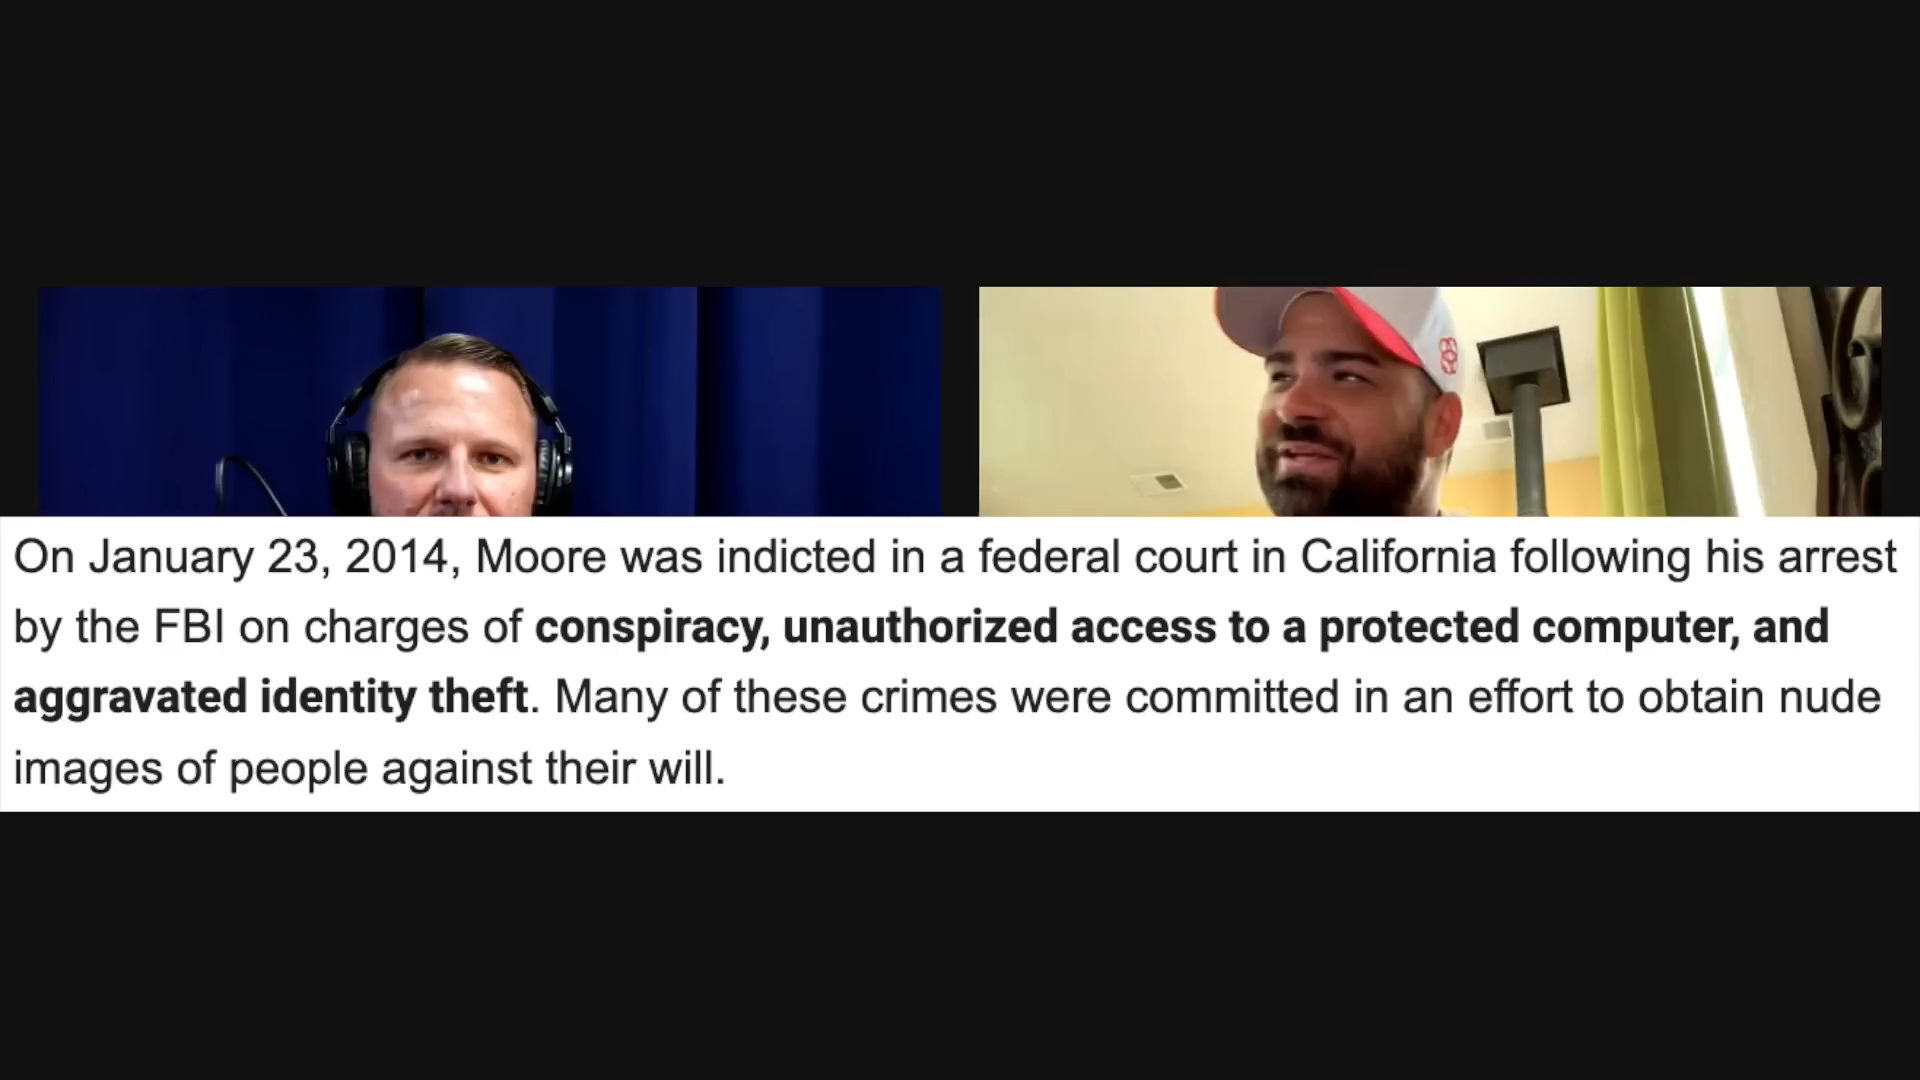 On January 23, 2014, Moore was indicted in a federal court in California following his arrest
by the FBI on charges of conspiracy, unauthorized access to a protected computer, and
aggravated identity theft. Many of these crimes were committed in an effort to obtain nude
images of people against their will.